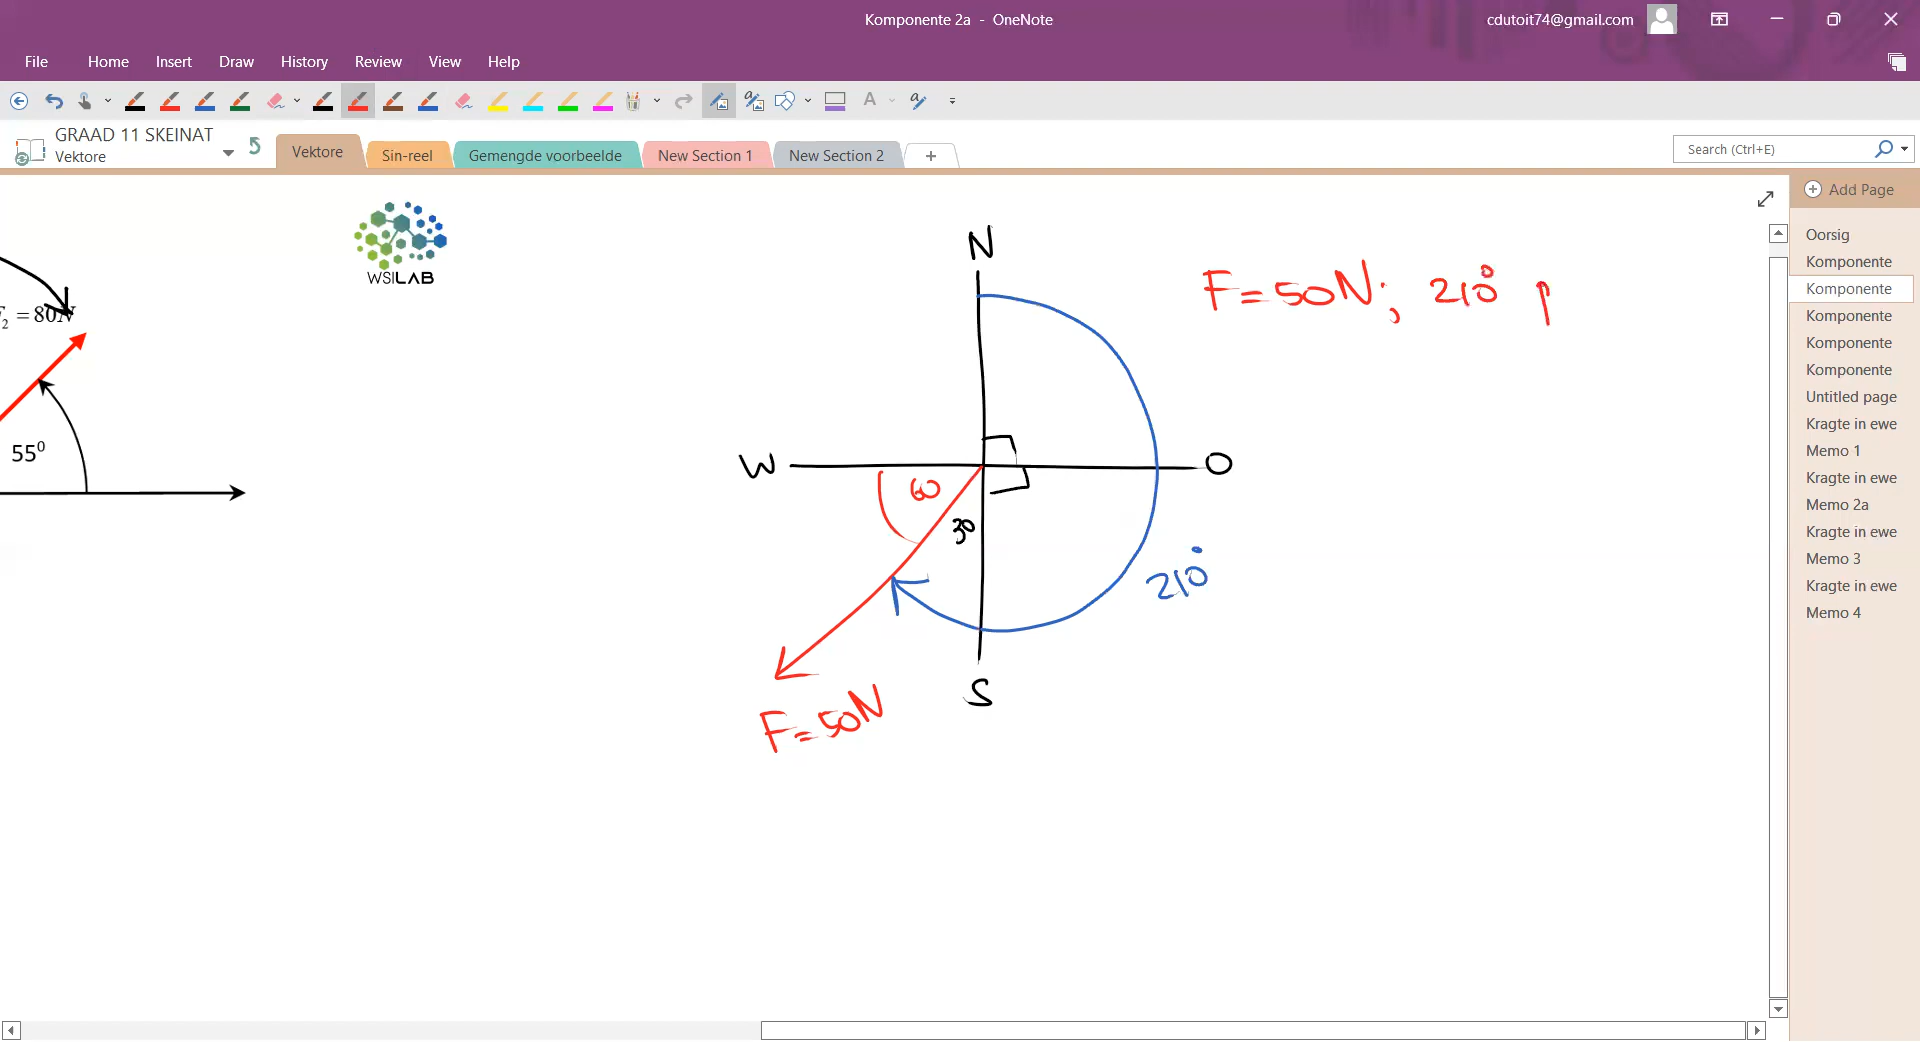 Komponente 2a - OneNote
cdutoit74@gmail.com
File Home Insert Draw History Review View Help
GRAAD 11 SKEINAT
Vektore
Vektore Sin-reel Gemengde voorbeelde New Section 1 New Section 2 +
Search (Ctrl+E)
Add Page
Oorsig
Komponente
Komponente
Komponente
Komponente
Komponente
Untitled page
Kragte in ewe
Memo 1
Kragte in ewe
Memo 2a
Kragte in ewe
Memo 3
Kragte in ewe
Memo 4
WSILAB
F₂ = 80N
55⁰
N
F = 50N; 210° p
W
O
60
30
210°
S
F = 50N